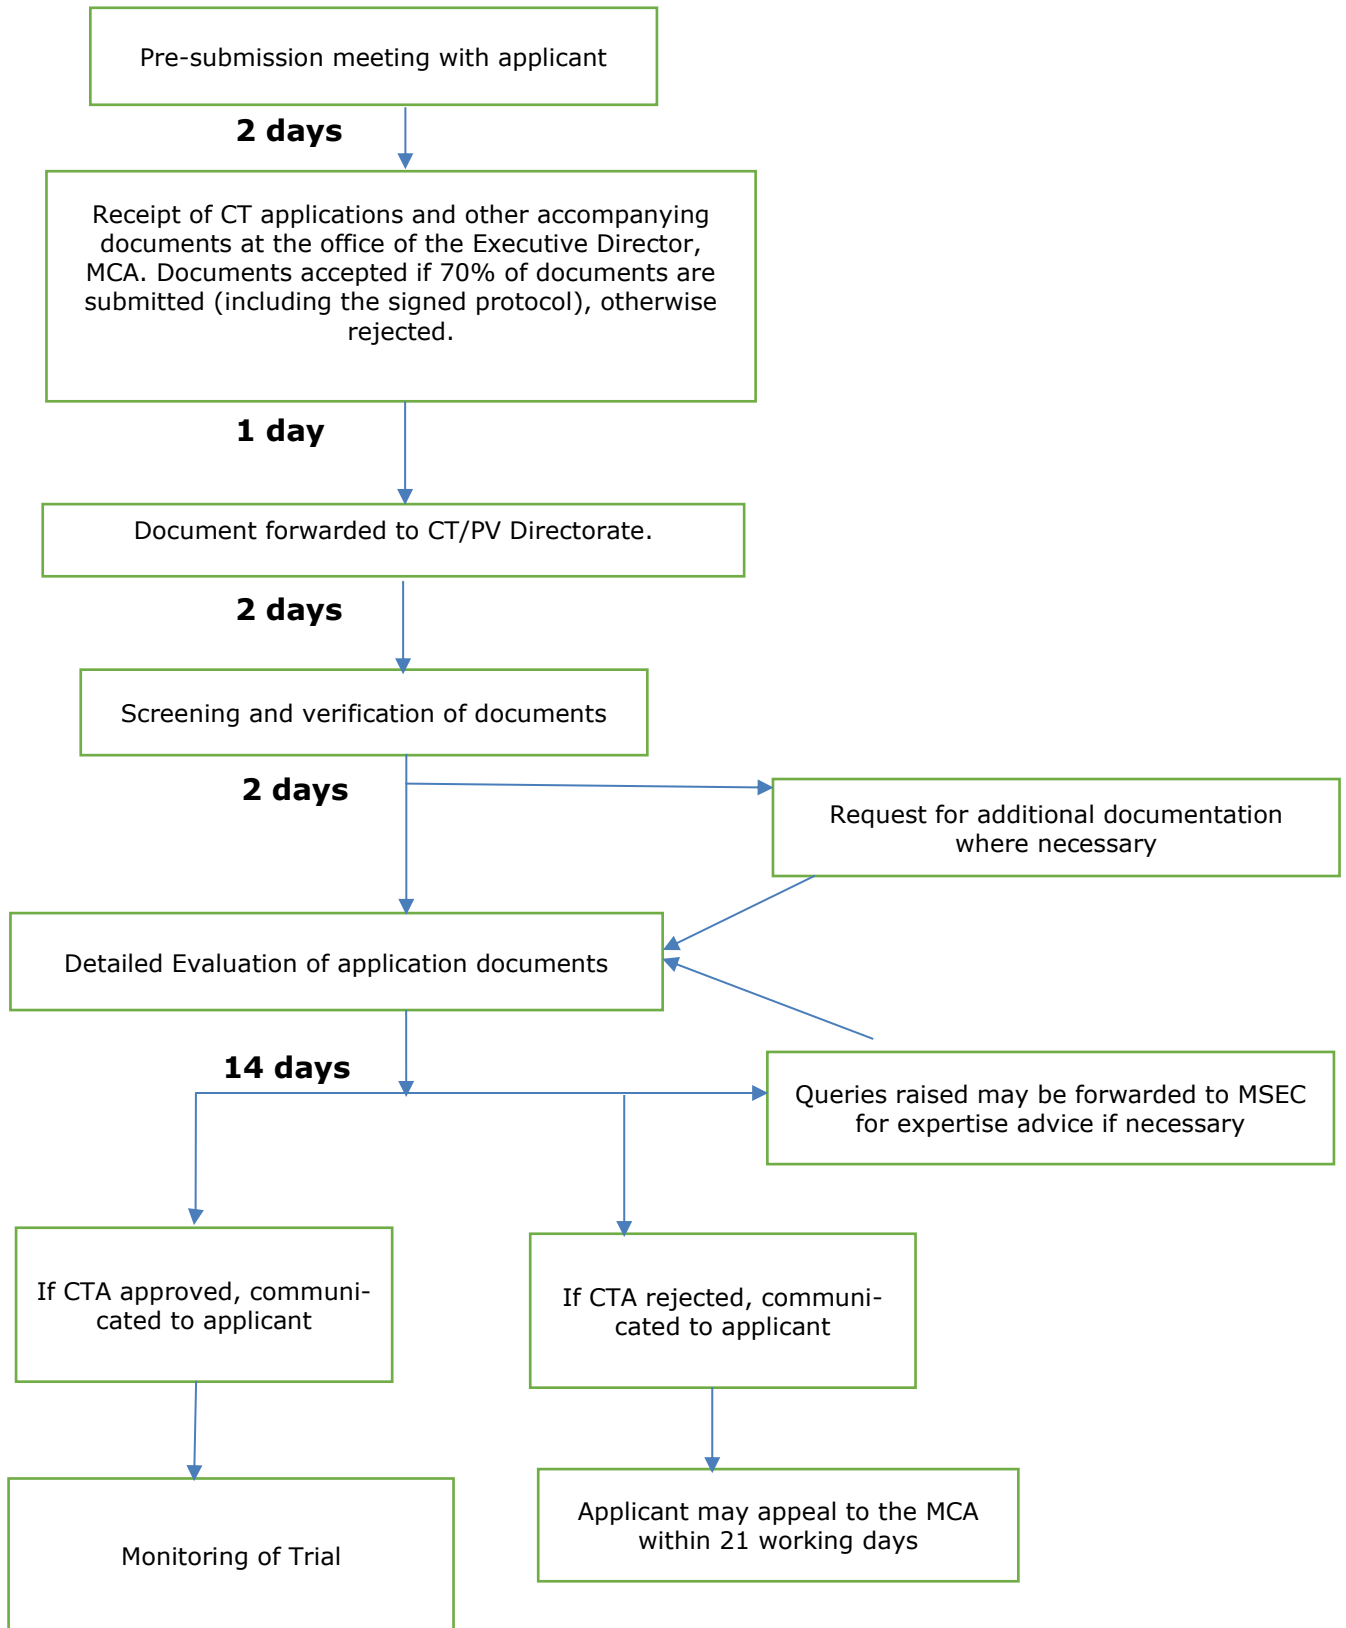 Pre-submission meeting with applicant
2 days
Receipt of CT applications and other accompanying
documents at the office of the Executive Director,
MCA. Documents accepted if 70% of documents are
submitted (including the signed protocol), otherwise
rejected.
1 day
Document forwarded to CT/PV Directorate.
2 days
Screening and verification of documents
2 days
Request for additional documentation
where necessary
Detailed Evaluation of application documents
14 days
Queries raised may be forwarded to MSEC
for expertise advice if necessary
If CTA approved, communi-
cated to applicant
If CTA rejected, communi-
cated to applicant
Applicant may appeal to the MCA
within 21 working days
Monitoring of Trial